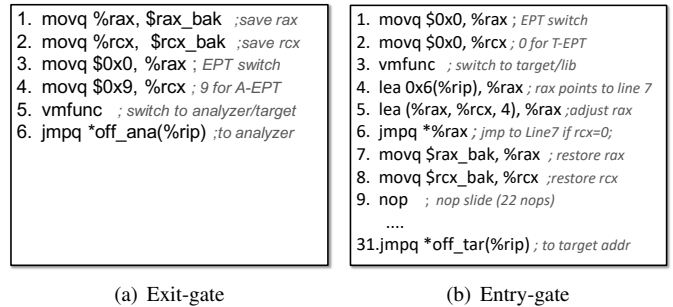 1. movq %rax, $rax_bak ;save rax
2. movq %rcx, $rcx_bak ;save rcx
3. movq $0x0, %rax ; EPT switch
4. movq $0x9, %rcx ; 9 for A-EPT
5. vmfunc ; switch to analyzer/target
6. jmpq *off_ana(%rip) ;to analyzer
(a) Exit-gate
1. movq $0x0, %rax ; EPT switch
2. movq $0x0, %rcx ; 0 for T-EPT
3. vmfunc ; switch to target/lib
4. lea 0x6(%rip), %rax ; rax points to line 7
5. lea (%rax, %rcx, 4), %rax ;adjust rax
6. jmpq *%rax ; jmp to Line7 if rcx=0;
7. movq $rax_bak, %rax ; restore rax
8. movq $rcx_bak, %rcx ;restore rcx
9. nop ; nop slide (22 nops)
....
31.jmpq *off_tar(%rip) ; to target addr
(b) Entry-gate